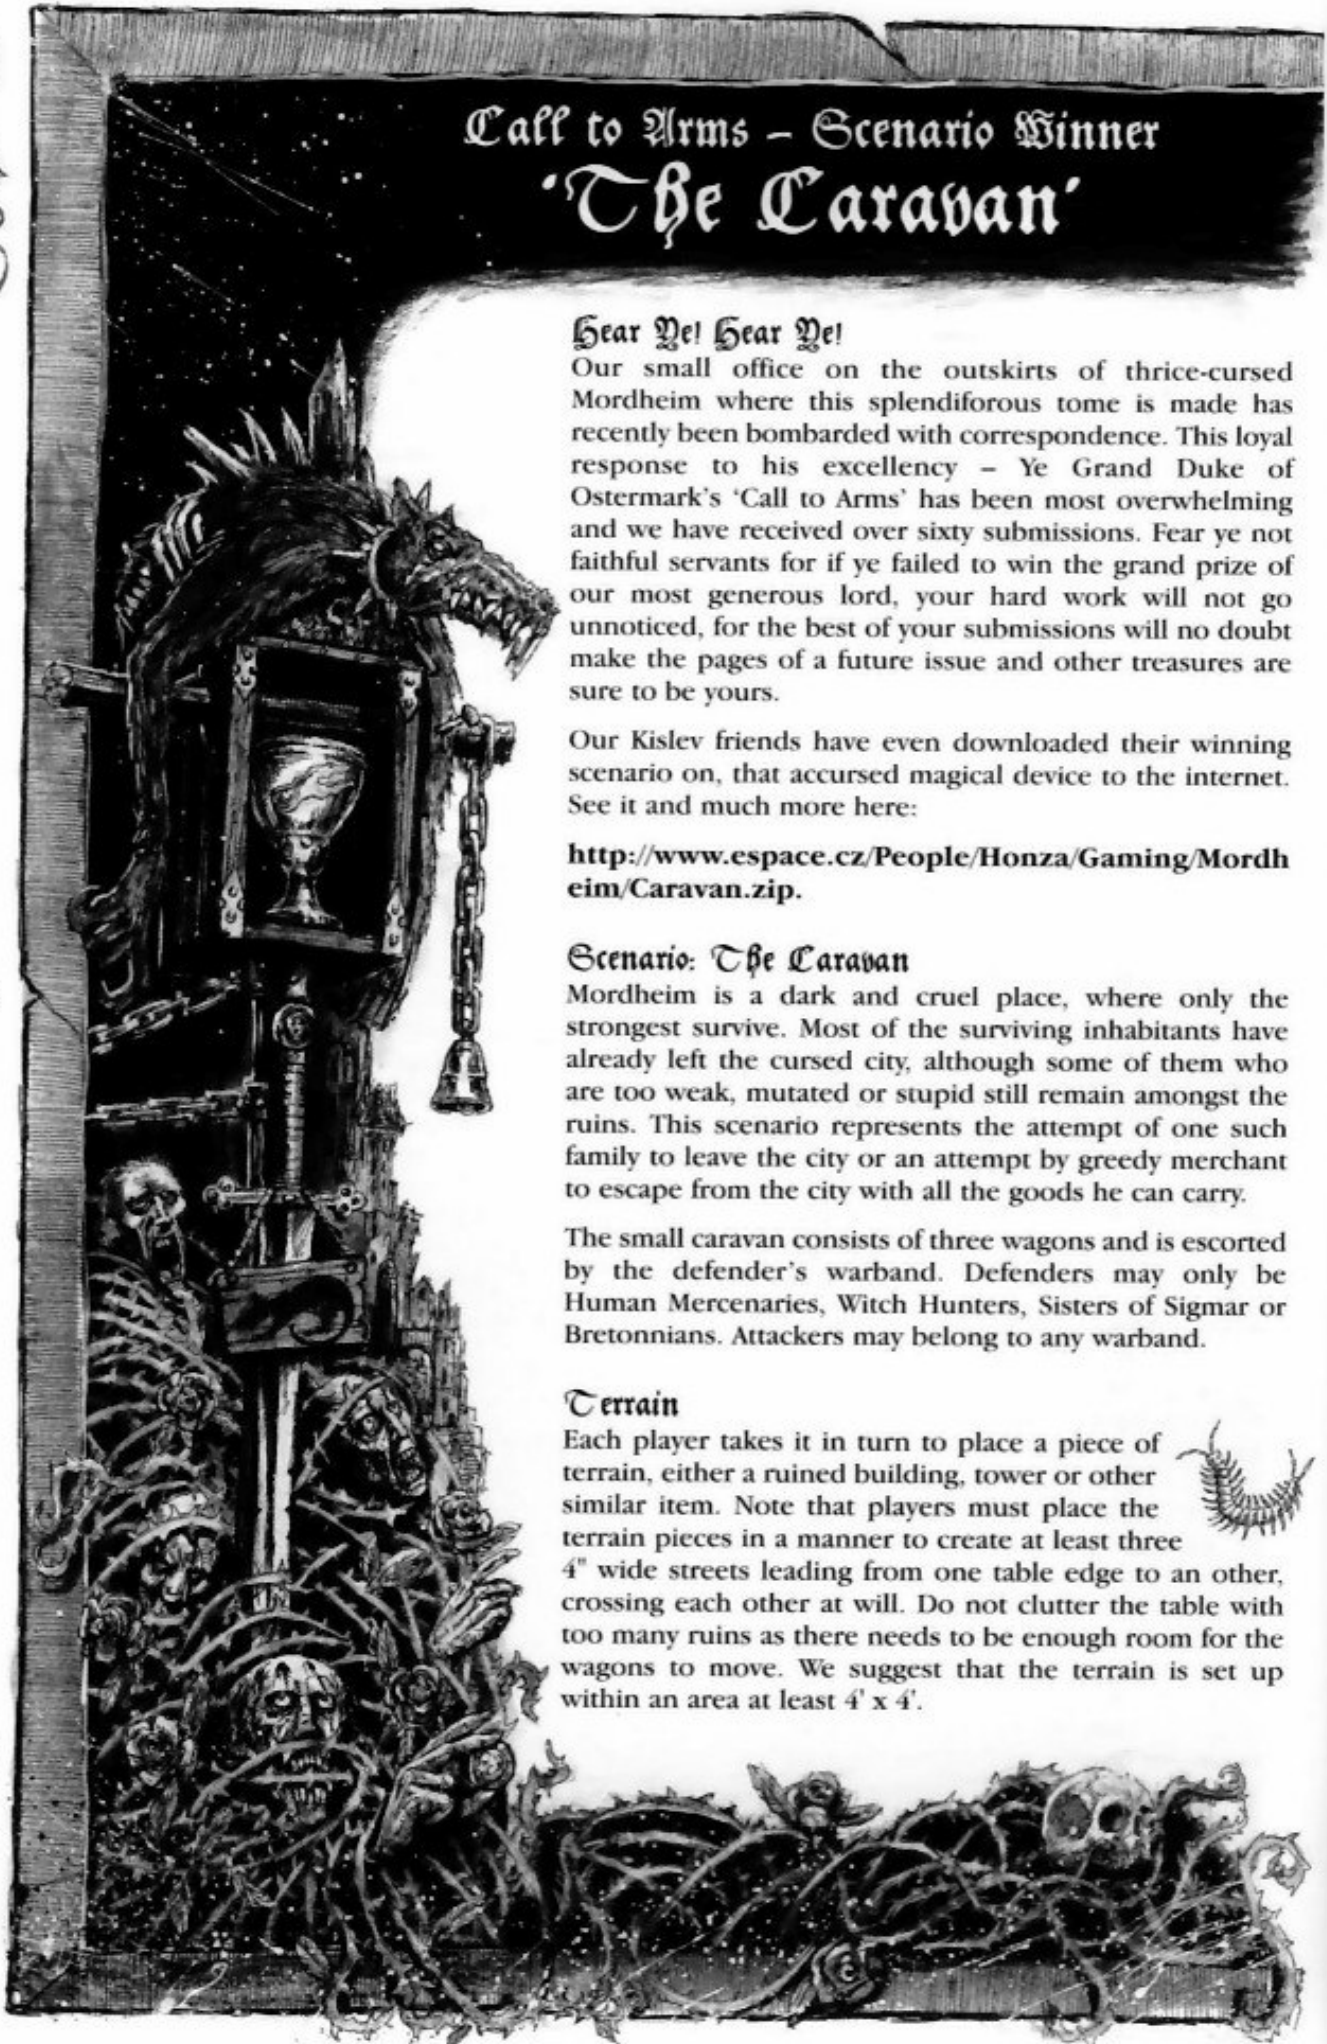 Call to Arms – Scenario Winner
'The Caravan'
Hear Ye! Hear Ye!
Our small office on the outskirts of thrice-cursed
Mordheim where this splendiforous tome is made has
recently been bombarded with correspondence. This loyal
response to his excellency – Ye Grand Duke of
Ostermark's 'Call to Arms' has been most overwhelming
and we have received over sixty submissions. Fear ye not
faithful servants for if ye failed to win the grand prize of
our most generous lord, your hard work will not go
unnoticed, for the best of your submissions will no doubt
make the pages of a future issue and other treasures are
sure to be yours.
Our Kislev friends have even downloaded their winning
scenario on, that accursed magical device to the internet.
See it and much more here:
http://www.espace.cz/People/Honza/Gaming/Mordh
eim/Caravan.zip.
Scenario: The Caravan
Mordheim is a dark and cruel place, where only the
strongest survive. Most of the surviving inhabitants have
already left the cursed city, although some of them who
are too weak, mutated or stupid still remain amongst the
ruins. This scenario represents the attempt of one such
family to leave the city or an attempt by greedy merchant
to escape from the city with all the goods he can carry.
The small caravan consists of three wagons and is escorted
by the defender's warband. Defenders may only be
Human Mercenaries, Witch Hunters, Sisters of Sigmar or
Bretonnians. Attackers may belong to any warband.
Terrain
Each player takes it in turn to place a piece of
terrain, either a ruined building, tower or other
similar item. Note that players must place the
terrain pieces in a manner to create at least three
4" wide streets leading from one table edge to an other,
crossing each other at will. Do not clutter the table with
too many ruins as there needs to be enough room for the
wagons to move. We suggest that the terrain is set up
within an area at least 4' x 4'.